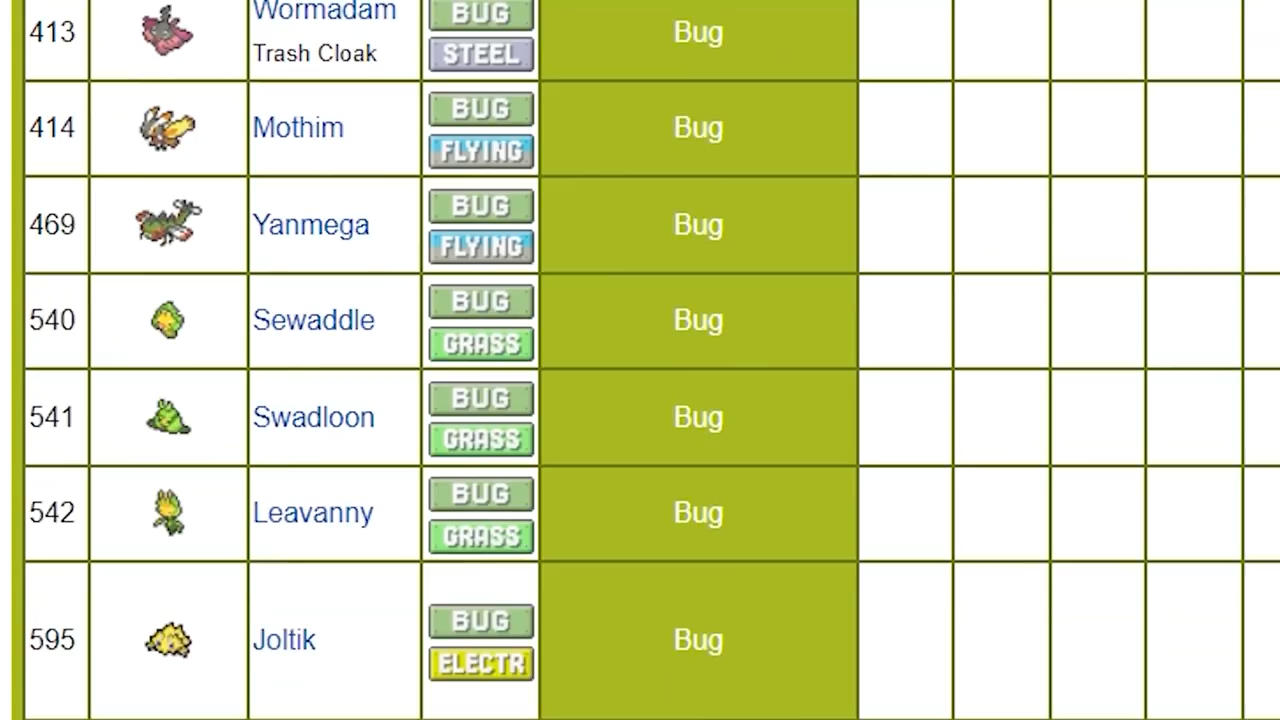 413 Wormadam Trash Cloak BUG STEEL Bug
414 Mothim BUG FLYING Bug
469 Yanmega BUG FLYING Bug
540 Sewaddle BUG GRASS Bug
541 Swadloon BUG GRASS Bug
542 Leavanny BUG GRASS Bug
595 Joltik BUG ELECTR Bug